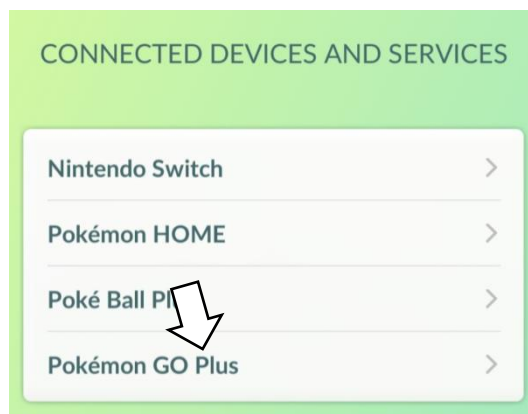 CONNECTED DEVICES AND SERVICES
Nintendo Switch
Pokémon HOME
Poké Ball
Pokémon GO Plus